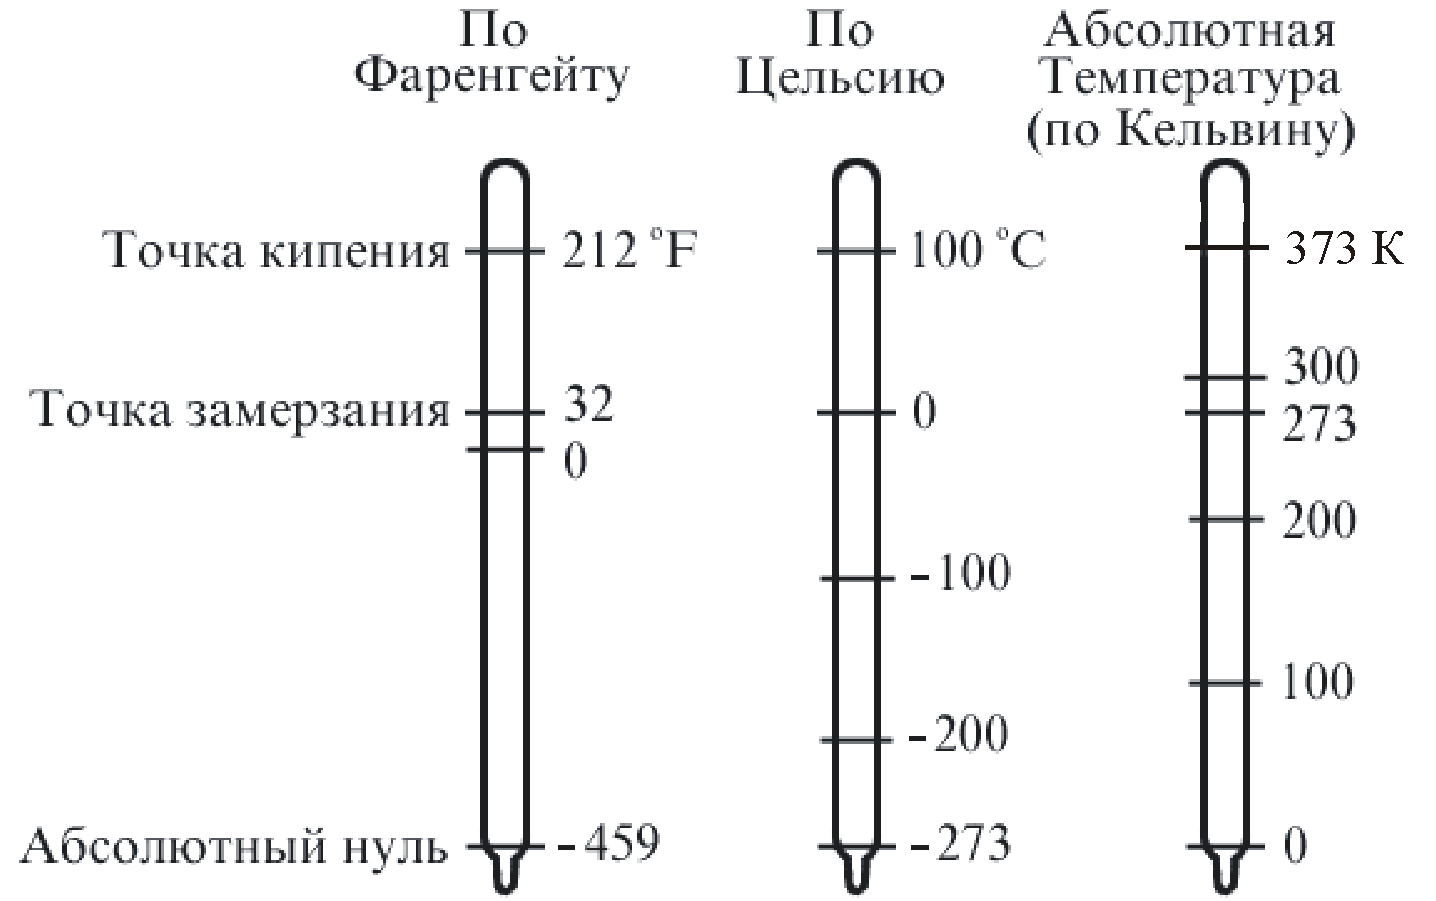 По
Фаренгейту
По
Цельсию
Абсолютная
Температура
(по Кельвину)
Точка кипения
212 °F
100 °C
373 К
300
Точка замерзания
32
0
273
0
200
-100
100
-200
Абсолютный нуль
-459
-273
0